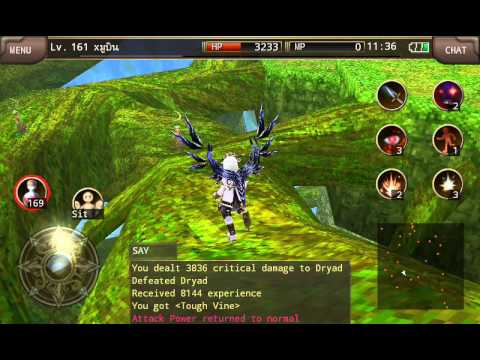 MENU
Lv. 161 หมูบิน
HP 3233
MP 0
11:36
CHAT
2
3
1
2
3
169
Sit
SAY
You dealt 3836 critical damage to Dryad
Defeated Dryad
Received 8144 experience
You got <Tough Vine>
Attack Power returned to normal